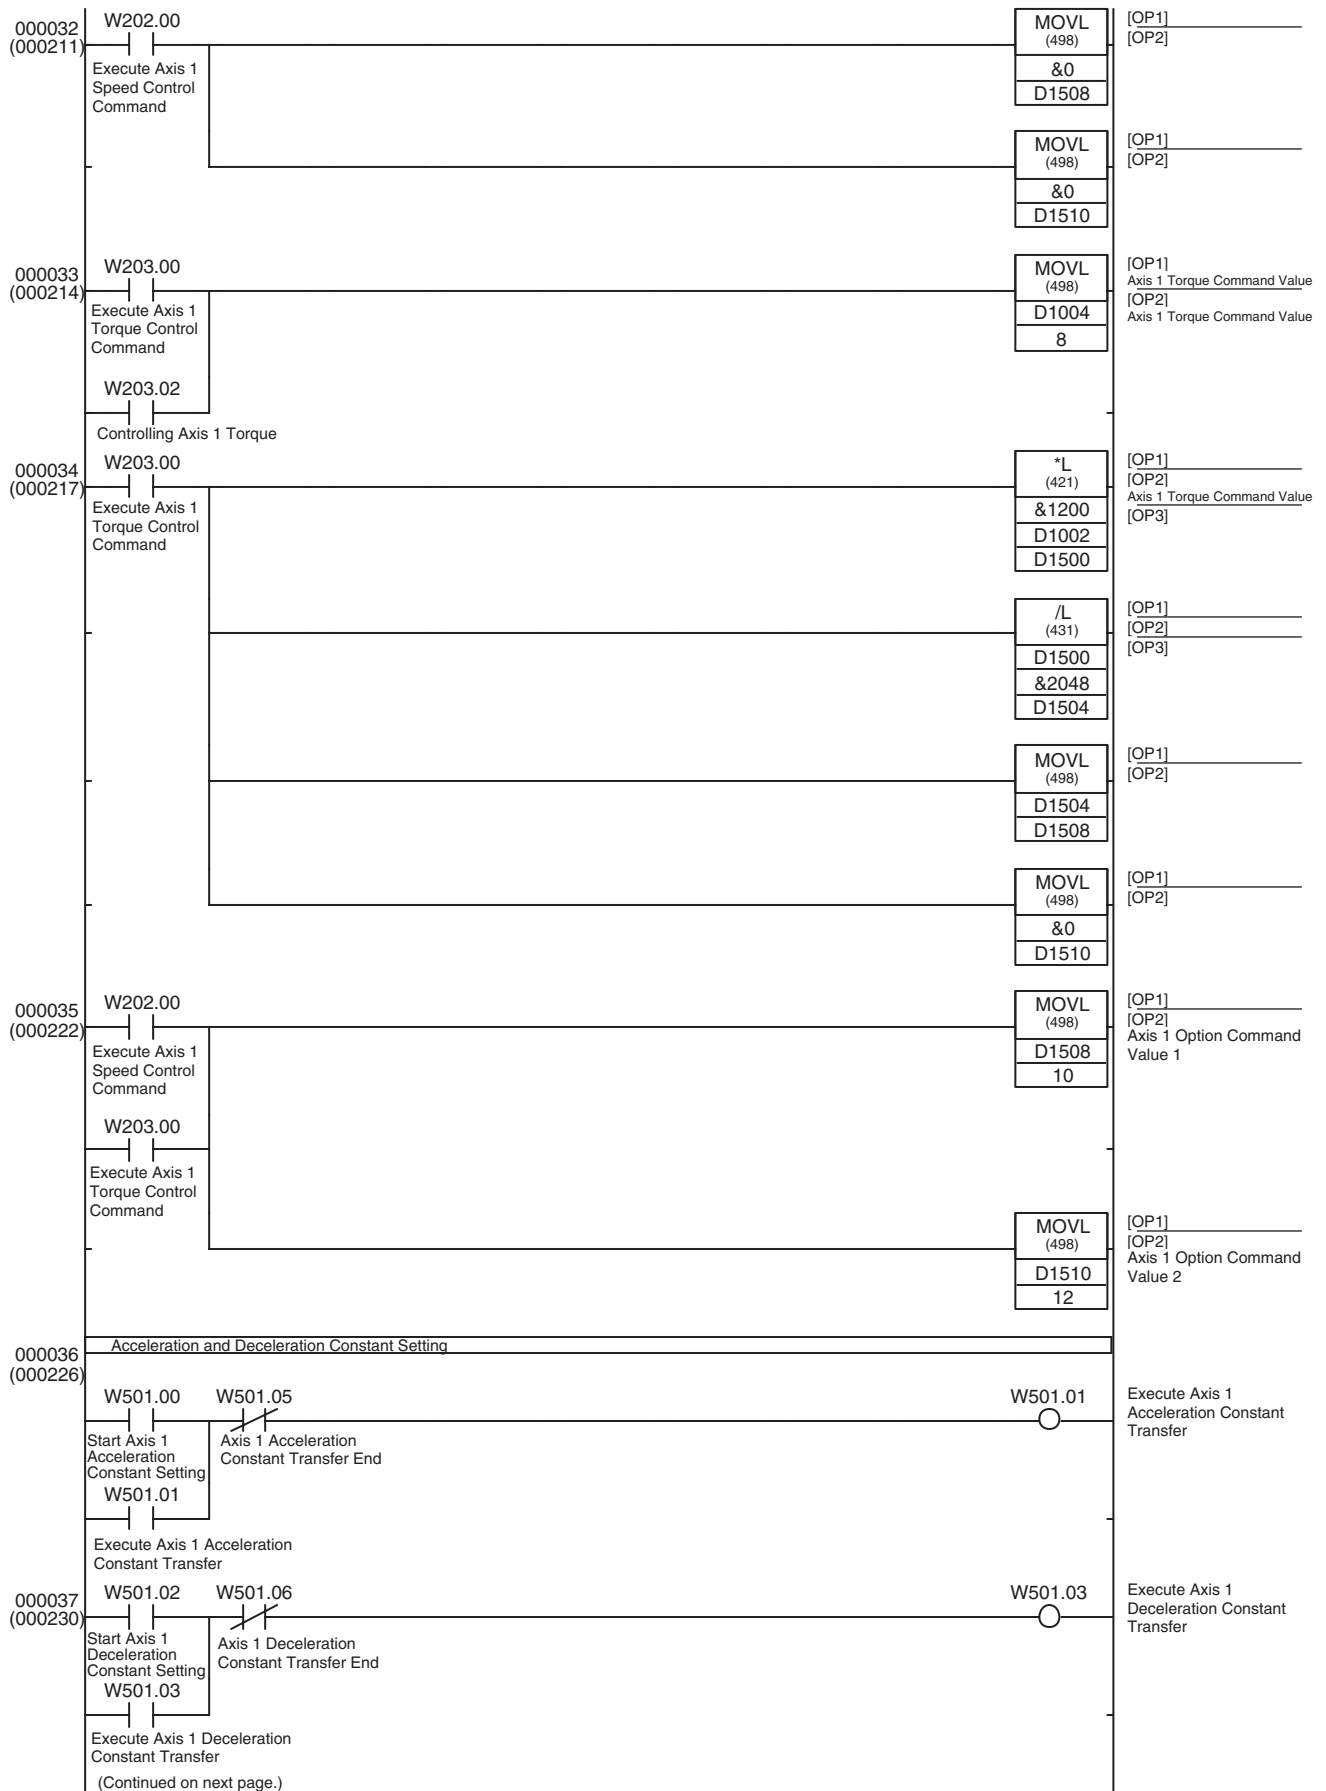 000032
(000211)
W202.00
Execute Axis 1
Speed Control
Command
MOVL
(498)
&0
D1508
[OP1]
[OP2]
MOVL
(498)
&0
D1510
[OP1]
[OP2]
000033
(000214)
W203.00
Execute Axis 1
Torque Control
Command
W203.02
Controlling Axis 1 Torque
MOVL
(498)
D1004
8
[OP1]
Axis 1 Torque Command Value
[OP2]
Axis 1 Torque Command Value
000034
(000217)
W203.00
Execute Axis 1
Torque Control
Command
*L
(421)
&1200
D1002
D1500
[OP1]
[OP2]
Axis 1 Torque Command Value
[OP3]
/L
(431)
D1500
&2048
D1504
[OP1]
[OP2]
[OP3]
MOVL
(498)
D1504
D1508
[OP1]
[OP2]
MOVL
(498)
&0
D1510
[OP1]
[OP2]
000035
(000222)
W202.00
Execute Axis 1
Speed Control
Command
W203.00
Execute Axis 1
Torque Control
Command
MOVL
(498)
D1508
10
[OP1]
[OP2]
Axis 1 Option Command
Value 1
MOVL
(498)
D1510
12
[OP1]
[OP2]
Axis 1 Option Command
Value 2
000036
(000226)
Acceleration and Deceleration Constant Setting
W501.00
Start Axis 1
Acceleration
Constant Setting
W501.05
Axis 1 Acceleration
Constant Transfer End
W501.01
Execute Axis 1
Acceleration Constant
Transfer
W501.01
Execute Axis 1 Acceleration
Constant Transfer
000037
(000230)
W501.02
Start Axis 1
Deceleration
Constant Setting
W501.06
Axis 1 Deceleration
Constant Transfer End
W501.03
Execute Axis 1
Deceleration Constant
Transfer
W501.03
Execute Axis 1 Deceleration
Constant Transfer
(Continued on next page.)